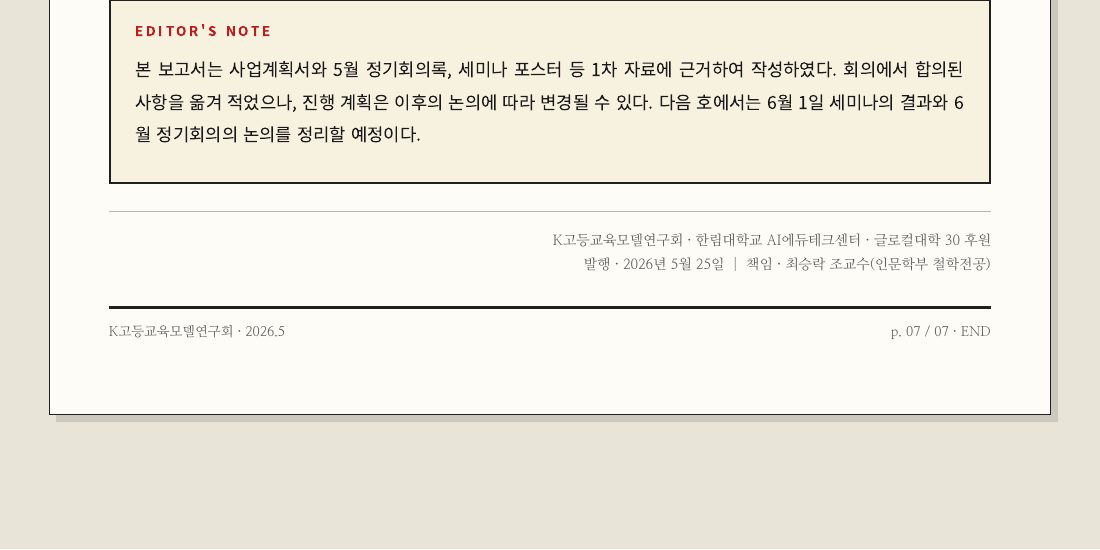 EDITOR'S NOTE
본 보고서는 사업계획서와 5월 정기회의록, 세미나 포스터 등 1차 자료에 근거하여 작성하였다. 회의에서 합의된
사항을 옮겨 적었으나, 진행 계획은 이후의 논의에 따라 변경될 수 있다. 다음 호에서는 6월 1일 세미나의 결과와 6
월 정기회의의 논의를 정리할 예정이다.
K고등교육모델연구회 · 한림대학교 AI에듀테크센터 · 글로컬대학 30 후원
발행 · 2026년 5월 25일 | 책임 · 최승락 조교수(인문학부 철학전공)
K고등교육모델연구회 · 2026.5
p. 07 / 07 · END